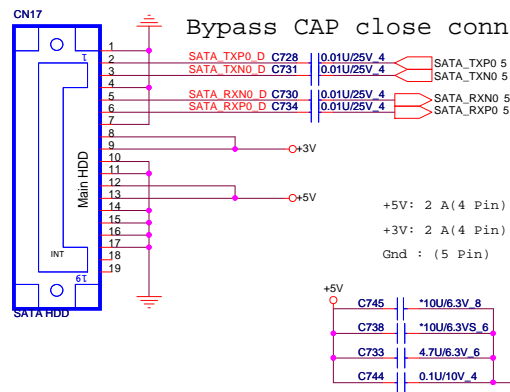 CN17
Bypass CAP close conn
1
1
2
SATA_TXP0_D C728 0.01U/25V_4 SATA_TXP0 5
3
SATA_TXN0_D C731 0.01U/25V_4 SATA_TXN0 5
4
5
SATA_RXN0_D C730 0.01U/25V_4 SATA_RXN0 5
6
SATA_RXP0_D C734 0.01U/25V_4 SATA_RXP0 5
7
8
9
+3V
10
11
12
13
+5V
14
15
16
17
18
19
Main HDD
INT
19
SATA HDD
+5V: 2 A(4 Pin)
+3V: 2 A(4 Pin)
Gnd : (5 Pin)
+5V
C745 *10U/6.3V_8
C738 *10U/6.3VS_6
C733 4.7U/6.3V_6
C744 0.1U/10V_4